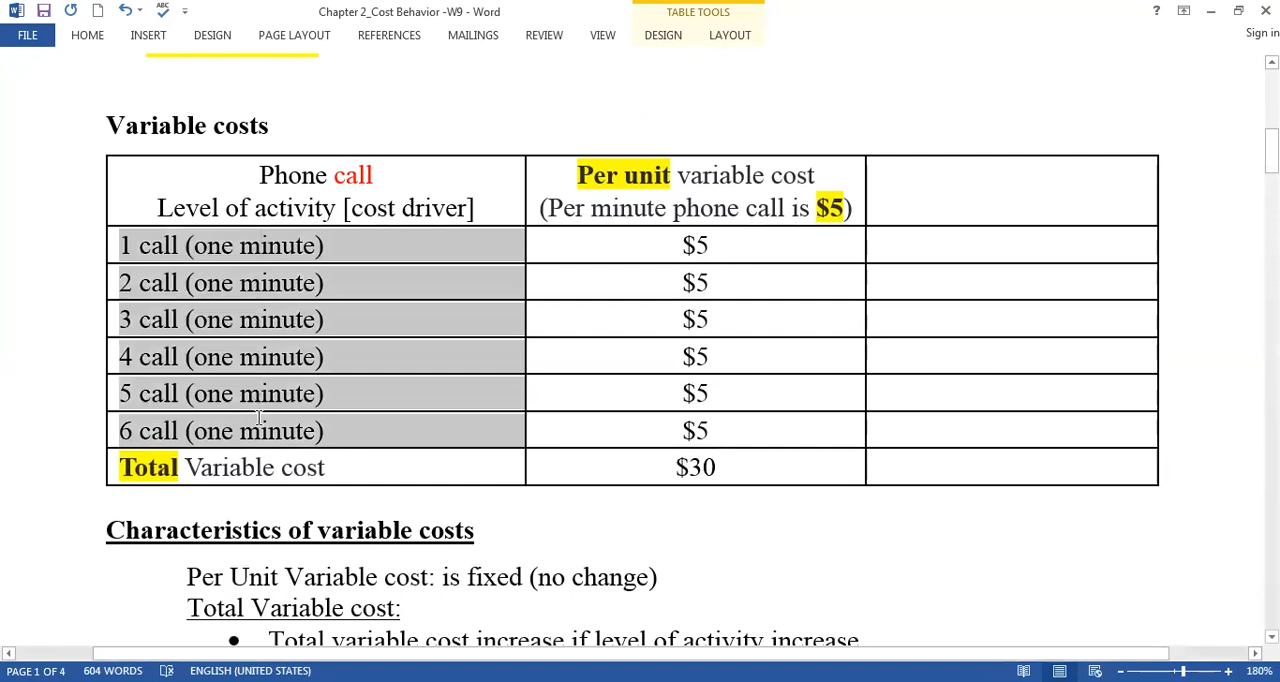 Chapter 2_Cost Behavior -W9 - Word
TABLE TOOLS
?
FILE HOME INSERT DESIGN PAGE LAYOUT REFERENCES MAILINGS REVIEW VIEW DESIGN LAYOUT Sign in
Variable costs
Phone call
Level of activity [cost driver]
Per unit variable cost
(Per minute phone call is $5)
1 call (one minute) $5
2 call (one minute) $5
3 call (one minute) $5
4 call (one minute) $5
5 call (one minute) $5
6 call (one minute) $5
Total Variable cost $30
Characteristics of variable costs
Per Unit Variable cost: is fixed (no change)
Total Variable cost:
• Total variable cost increase if level of activity increase
PAGE 1 OF 4 604 WORDS ENGLISH (UNITED STATES) 180%